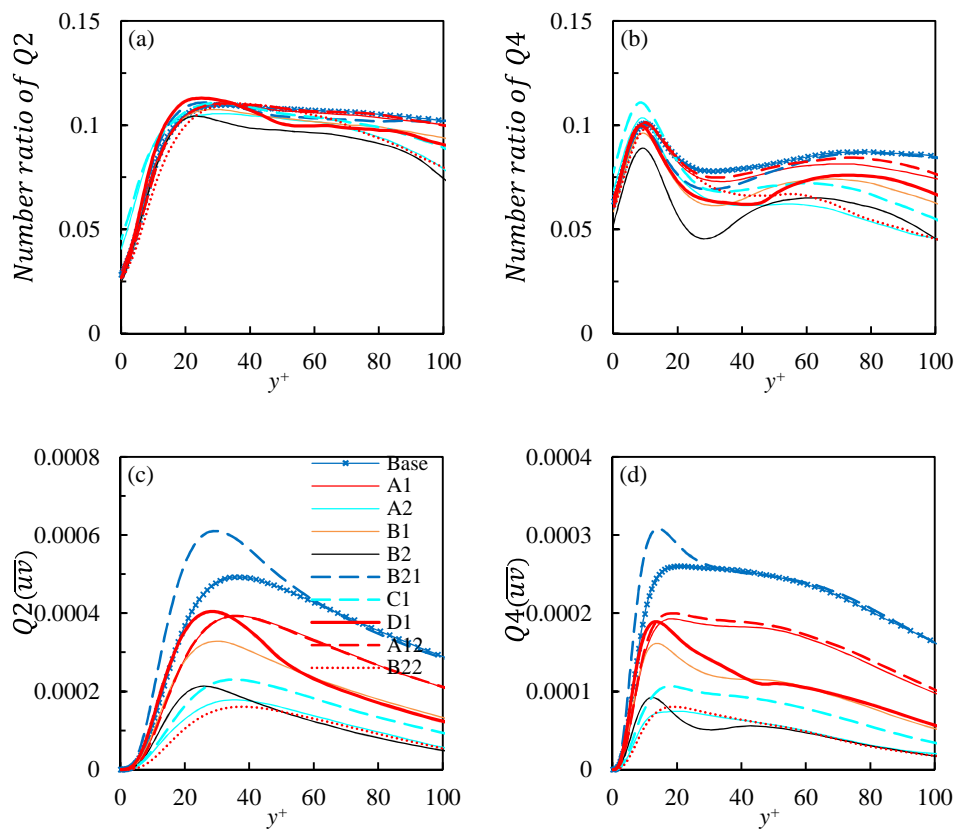 Number ratio of Q2
0.15
0.1
0.05
0
(a)
0 20 40 60 80 100
y+
Number ratio of Q4
0.15
0.1
0.05
0
(b)
0 20 40 60 80 100
y+
Q2(u̅v̅)
0.0008
0.0006
0.0004
0.0002
0
(c)
Base
A1
A2
B1
B2
B21
C1
D1
A12
B22
0 20 40 60 80 100
y+
Q4(u̅v̅)
0.0004
0.0003
0.0002
0.0001
0
(d)
0 20 40 60 80 100
y+